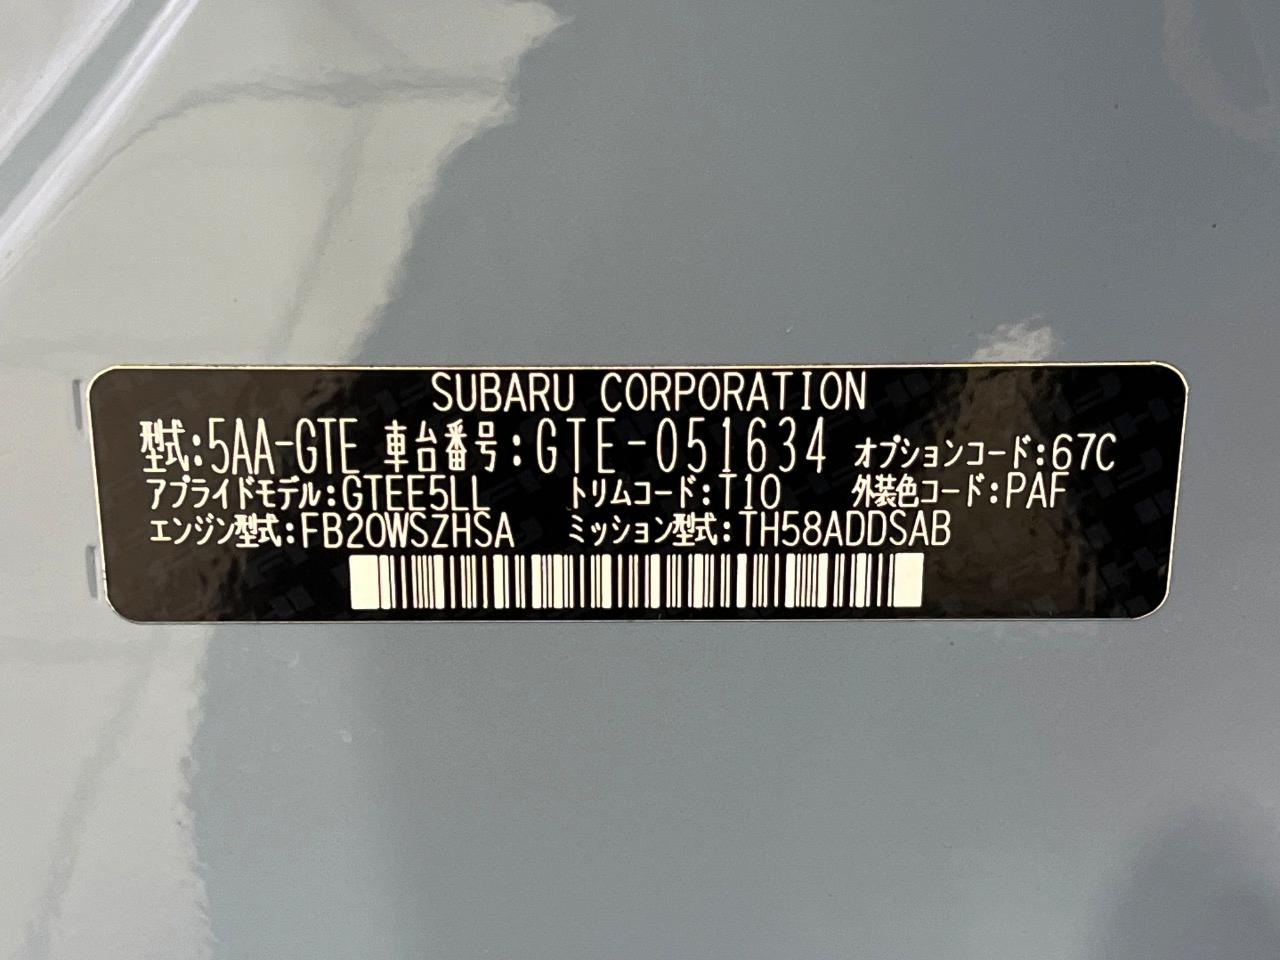 SUBARU CORPORATION
型式:5AA-GTE 車台番号:GTE-051634 オプションコード:67C
アプライドモデル:GTEE5LL トリムコード:T10 外装色コード:PAF
エンジン型式:FB20WSZHSA ミッション型式:TH58ADDSAB